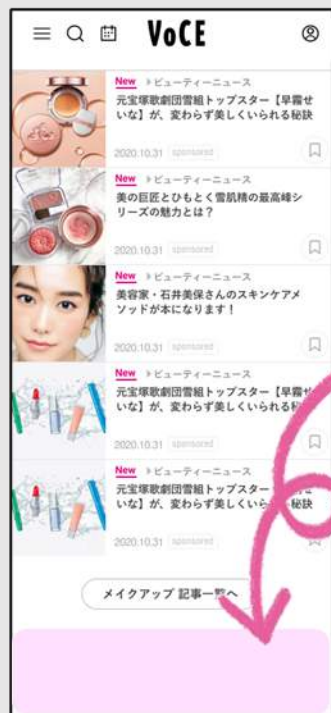 VoCE
New ▸ビューティーニュース
元宝塚歌劇団雪組トップスター【早霧
せいな】が、変わらず美しくいられる秘訣
2020.10.31 sponsored
New ▸ビューティーニュース
美の巨匠とひもとく雪肌精の最高峰シ
リーズの魅力とは？
2020.10.31 sponsored
New ▸ビューティーニュース
美容家・石井美保さんのスキンケアメ
ソッドが本になります！
2020.10.31 sponsored
New ▸ビューティーニュース
元宝塚歌劇団雪組トップスター【早霧せ
いな】が、変わらず美しくいられる秘
2020.10.31 sponsored
New ▸ビューティーニュース
元宝塚歌劇団雪組トップスター
いな】が、変わらず美しくいら 秘訣
2020.10.31 sponsored
メイクアップ 記事一覧へ